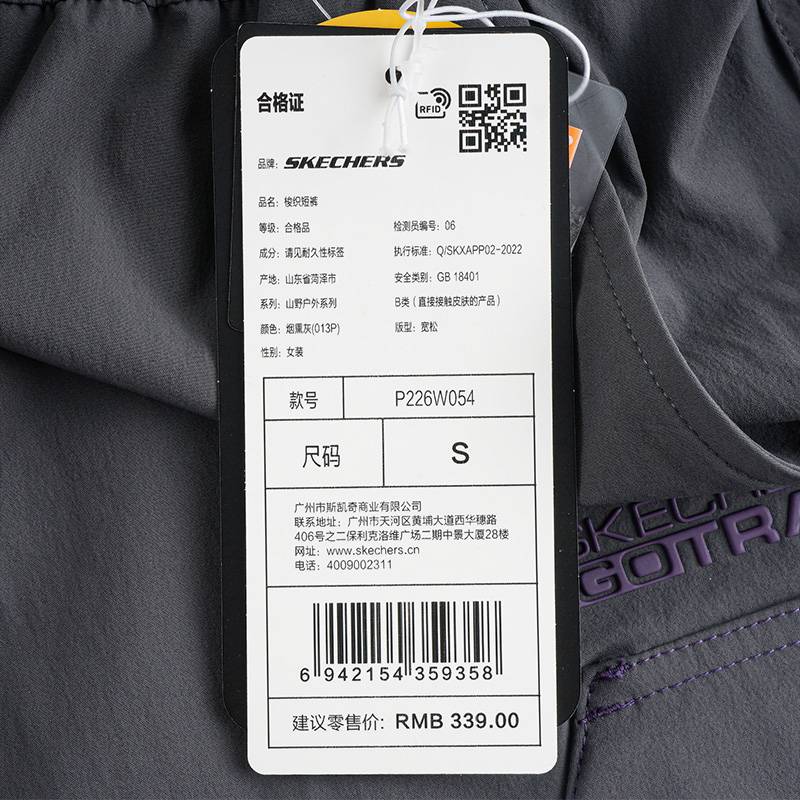 合格证
RFID
品牌: SKECHERS
品名: 梭织短裤
等级: 合格品 检测员编号: 06
成分: 请见耐久性标签 执行标准: Q/SKXAPP02-2022
产地: 山东省菏泽市 安全类别: GB 18401
系列: 山野户外系列 B类 (直接接触皮肤的产品)
颜色: 烟熏灰(013P) 版型: 宽松
性别: 女装
款号 P226W054
尺码 S
广州市斯凯奇商业有限公司
联系地址: 广州市天河区黄埔大道西华穗路
406号之二保利克洛维广场二期中景大厦28楼
网址: www.skechers.cn
电话: 4009002311
6 942154 359358
建议零售价: RMB 339.00
SKECHE
GOTRA